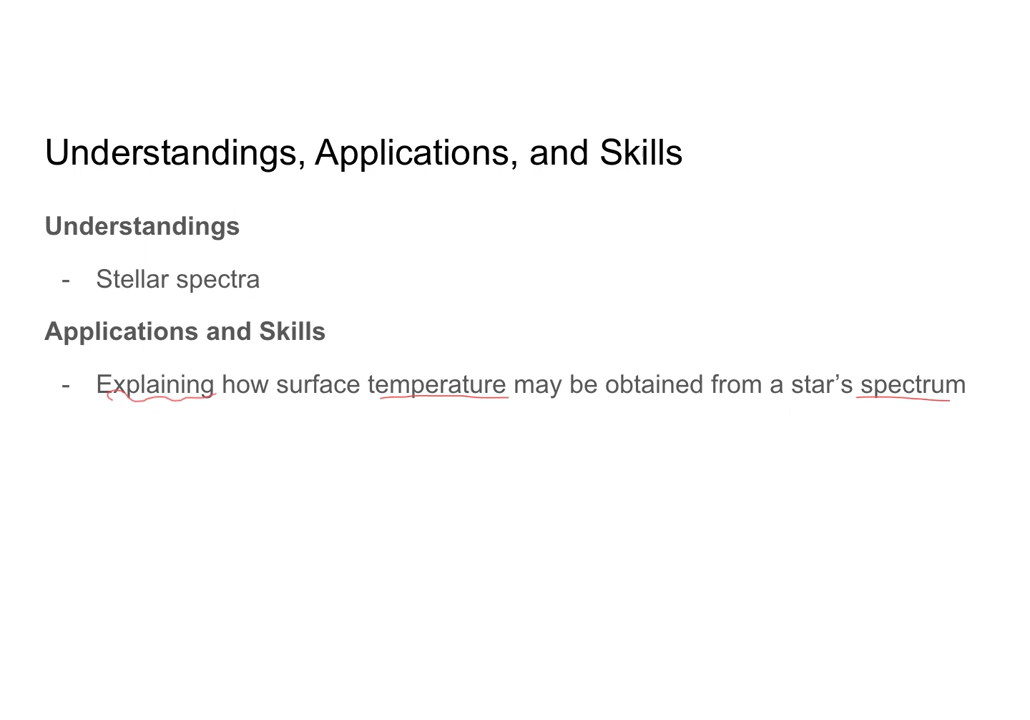 Understandings, Applications, and Skills
Understandings
- Stellar spectra
Applications and Skills
- Explaining how surface temperature may be obtained from a star’s spectrum